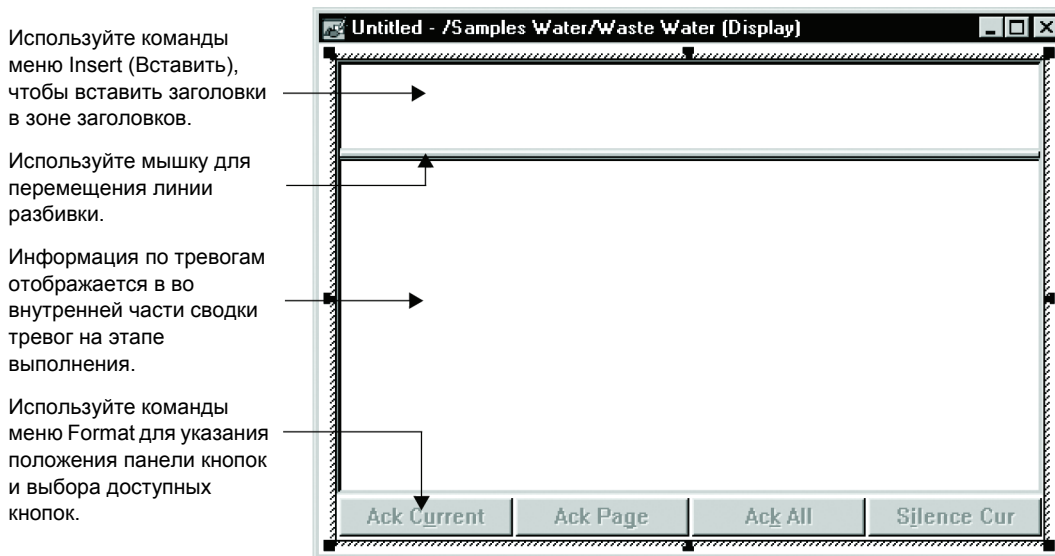 Используйте команды
меню Insert (Вставить),
чтобы вставить заголовки
в зоне заголовков.
Используйте мышку для
перемещения линии
разбивки.
Информация по тревогам
отображается в во
внутренней части сводки
тревог на этапе
выполнения.
Используйте команды
меню Format для указания
положения панели кнопок
и выбора доступных
кнопок.
Untitled - /Samples Water/Waste Water (Display)
Ack Current
Ack Page
Ack All
Silence Cur